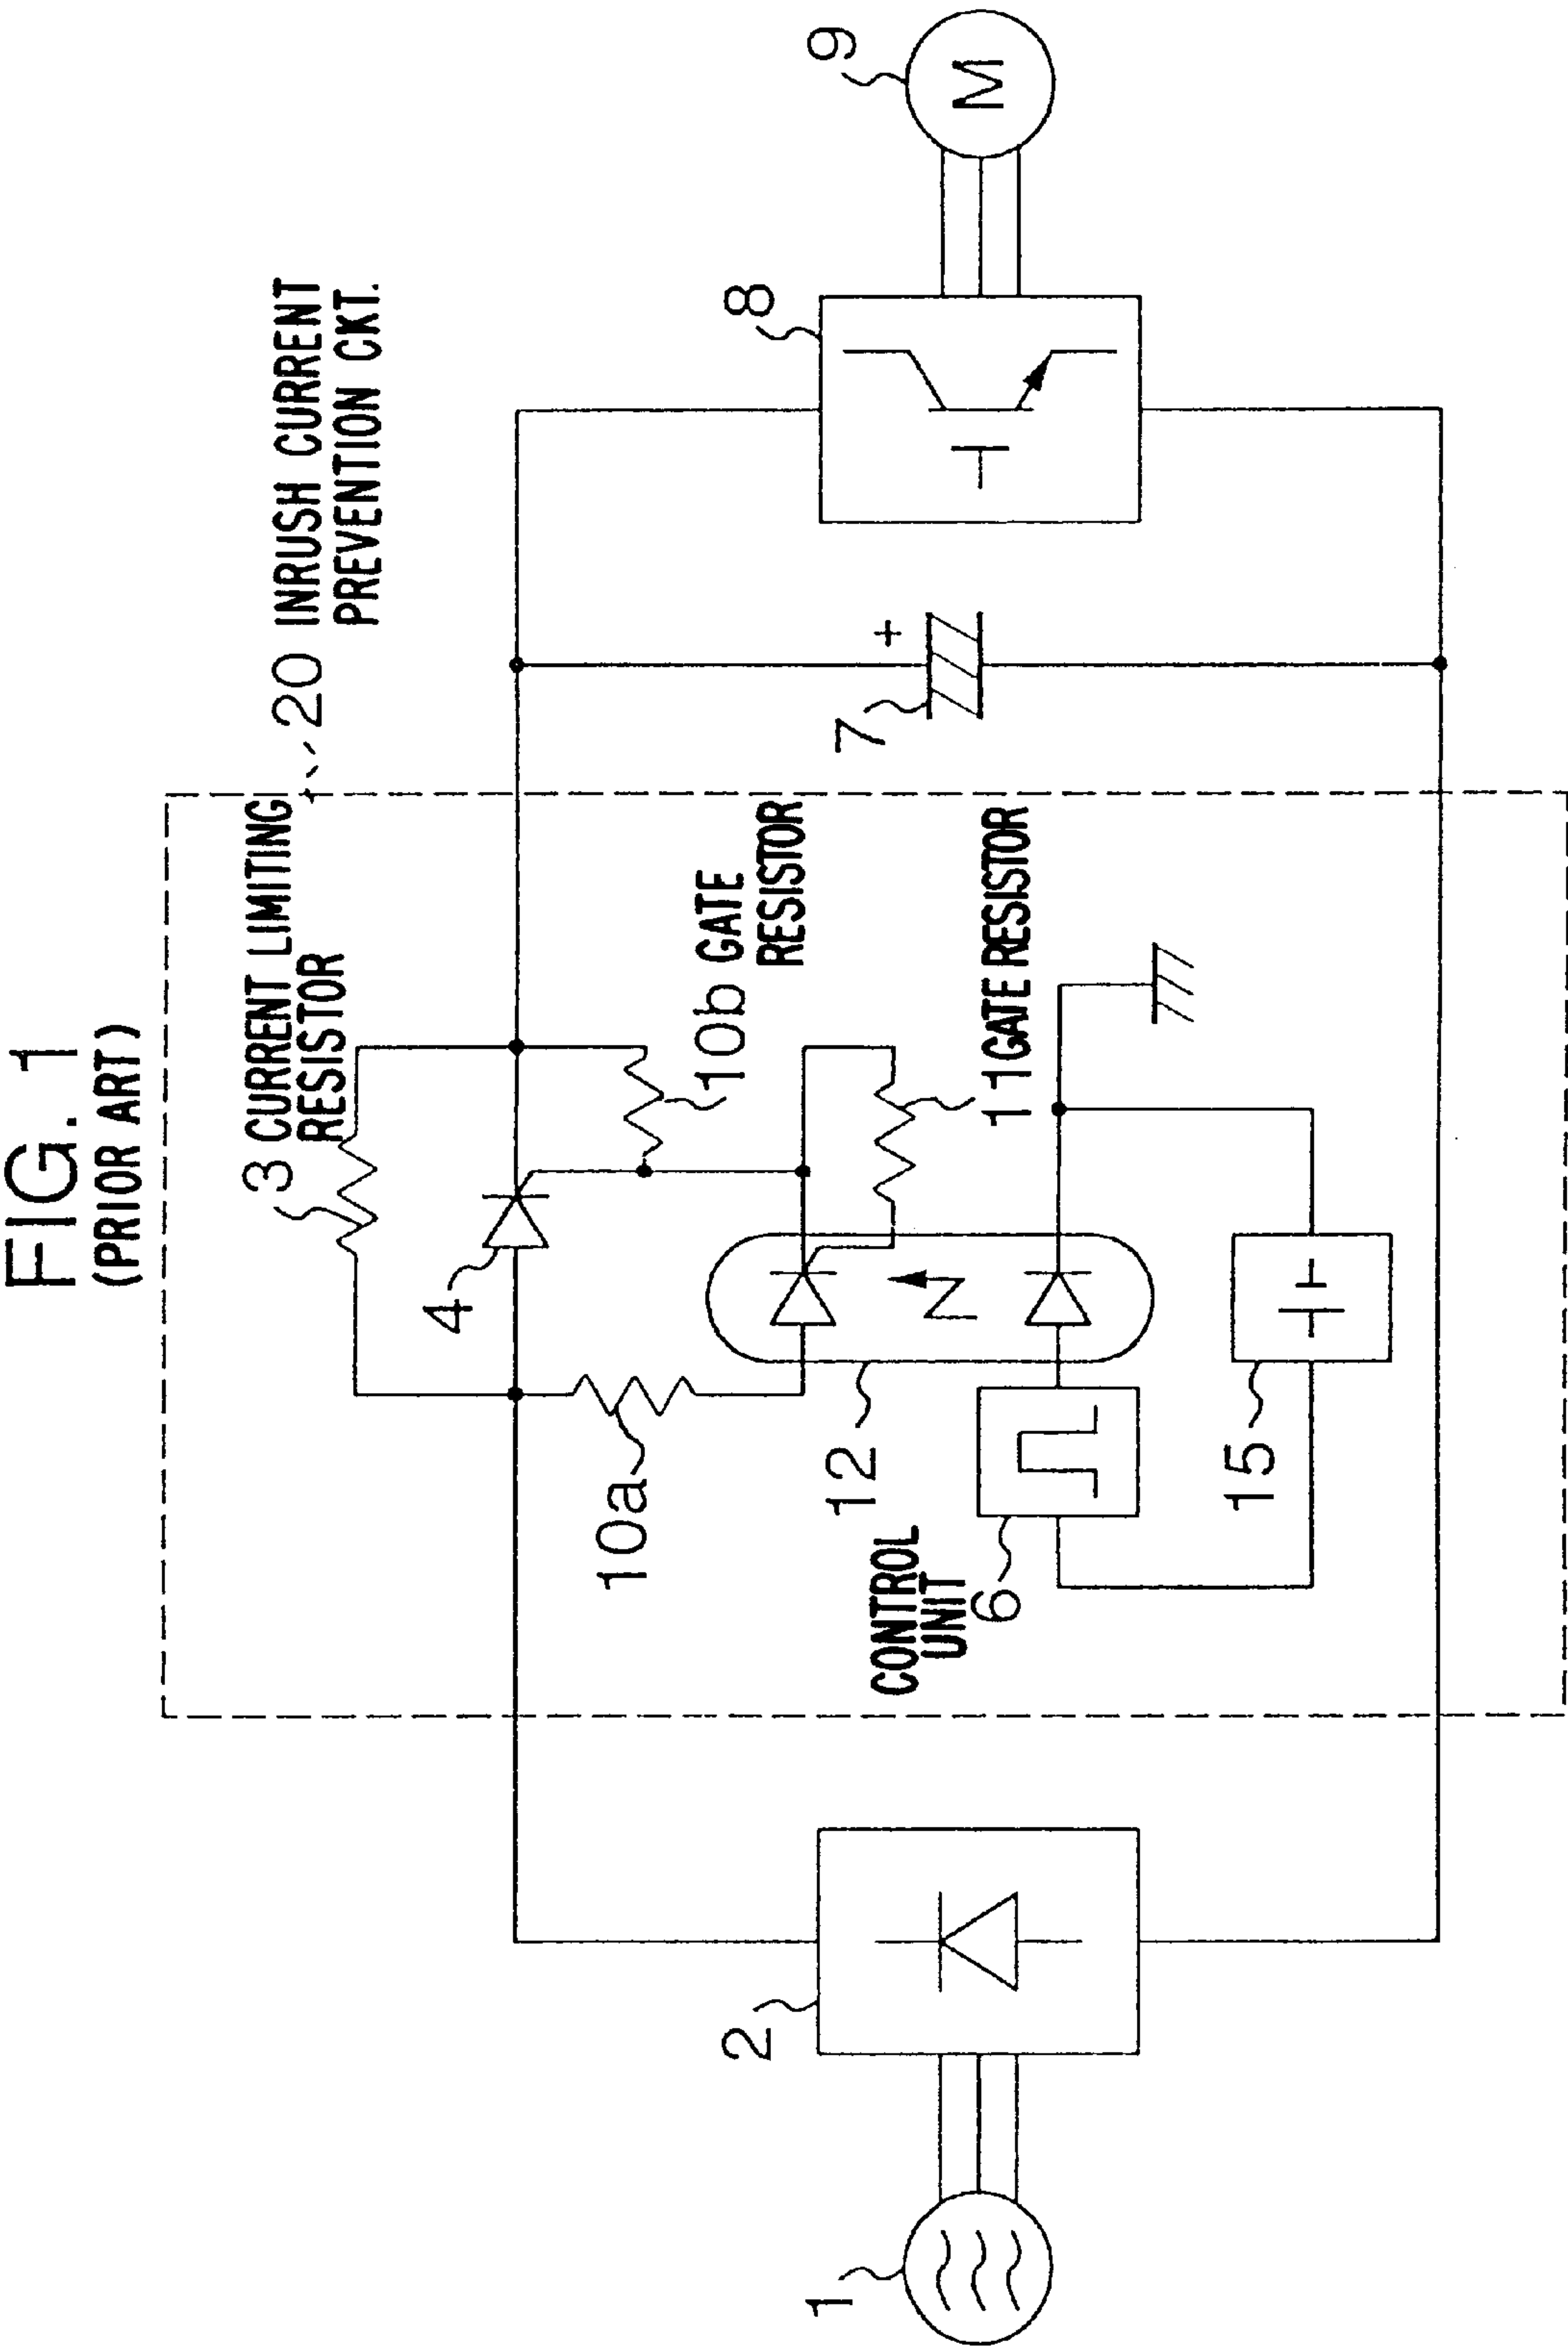 FIG. 1
(PRIOR ART)
20 INRUSH CURRENT
PREVENTION CKT.
3 CURRENT LIMITING
RESISTOR
4
10a
10b GATE
RESISTOR
11 GATE RESISTOR
12
CONTROL
UNIT
6
15
1
2
7
+
8
9
M